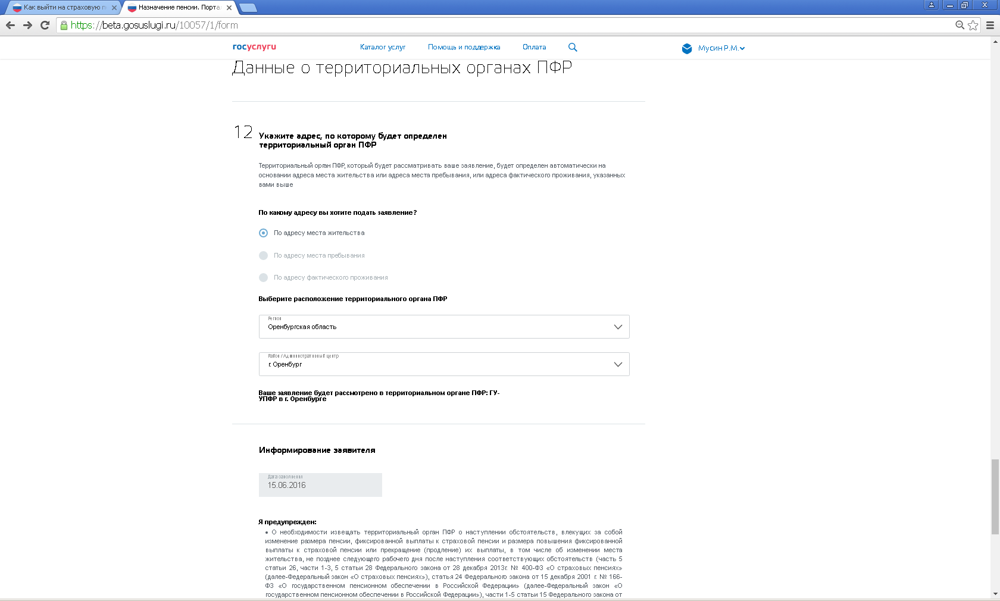 Как выйти на страховую п
Назначение пенсии. Порта
https://beta.gosuslugi.ru/10057/1/form
госуслуги
Каталог услуг
Помощь и поддержка
Оплата
Мусин Р.М.
Данные о территориальных органах ПФР
12
Укажите адрес, по которому будет определен
территориальный орган ПФР
Территориальный орган ПФР, который будет рассматривать ваше заявление, будет определен автоматически на
основании адреса места жительства или адреса места пребывания, или адреса фактического проживания, указанных
вами выше
По какому адресу вы хотите подать заявление?
По адресу места жительства
По адресу места пребывания
По адресу фактического проживания
Выберите расположение территориального органа ПФР
Регион
Оренбургская область
Район / Административный центр
г. Оренбург
Ваше заявление будет рассмотрено в территориальном органе ПФР: ГУ-
УПФР в г. Оренбурге
Информирование заявителя
Дата заполнения
15.06.2016
Я предупрежден:
• О необходимости извещать территориальный орган ПФР о наступлении обстоятельств, влекущих за собой
изменение размера пенсии, фиксированной выплаты к страховой пенсии и размера повышения фиксированной
выплаты к страховой пенсии или прекращение (продление) их выплаты, в том числе об изменении места
жительства, не позднее следующего рабочего дня после наступления соответствующих обстоятельств (часть 5
статьи 26, части 1-3, 5 статьи 28 Федерального закона от 28 декабря 2013г. № 400-ФЗ «О страховых пенсиях»
(далее-Федеральный закон «О страховых пенсиях»), статья 24 Федерального закона от 15 декабря 2001 г. № 166-
ФЗ «О государственном пенсионном обеспечении в Российской Федерации» (далее-Федеральный закон «О
государственном пенсионном обеспечении в Российской Федерации»), части 1-5 статьи 15 Федерального закона от